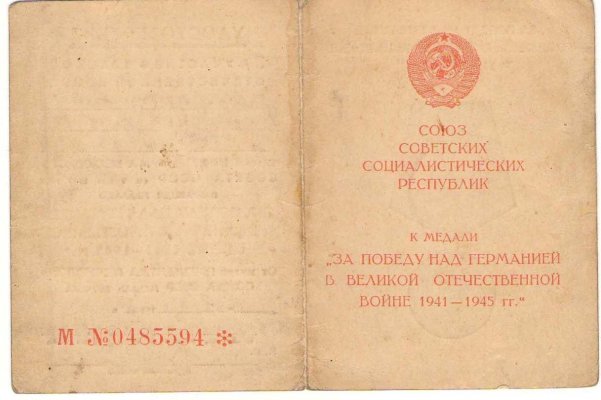 М №0485594 ✻
СОЮЗ
СОВЕТСКИХ
СОЦИАЛИСТИЧЕСКИХ
РЕСПУБЛИК
К МЕДАЛИ
„ЗА ПОБЕДУ НАД ГЕРМАНИЕЙ
В ВЕЛИКОЙ ОТЕЧЕСТВЕННОЙ
ВОЙНЕ 1941—1945 гг.“